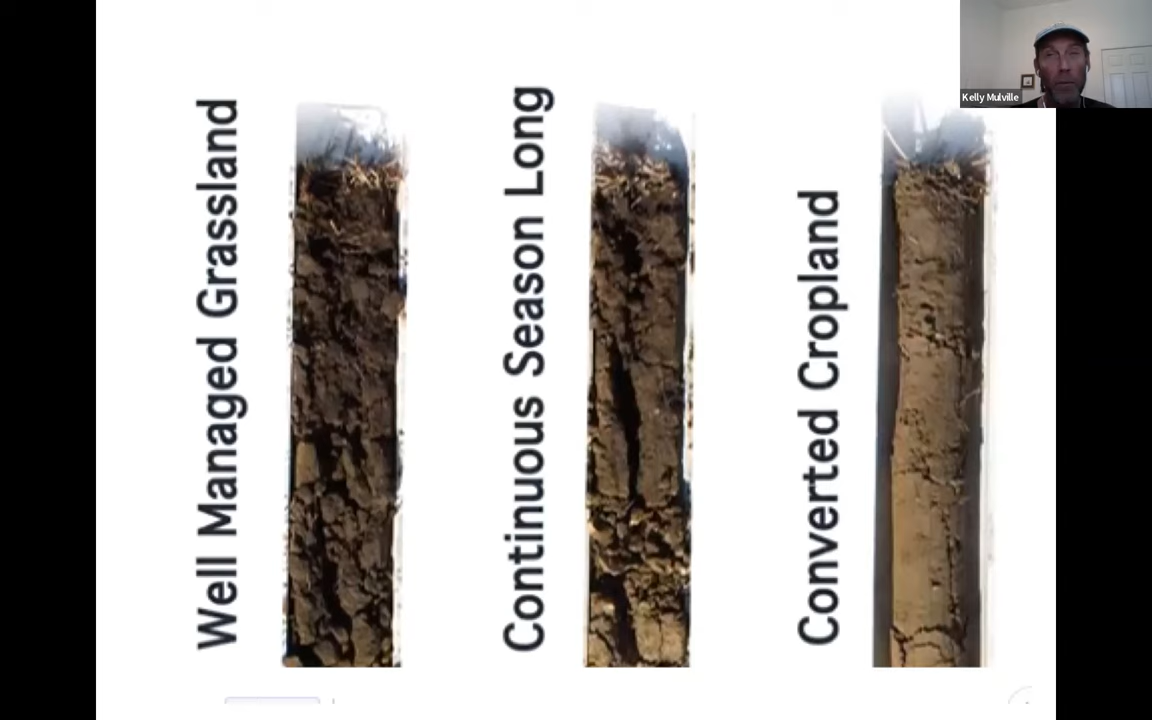 Well Managed Grassland
Continuous Season Long
Converted Cropland
Kelly Mulville